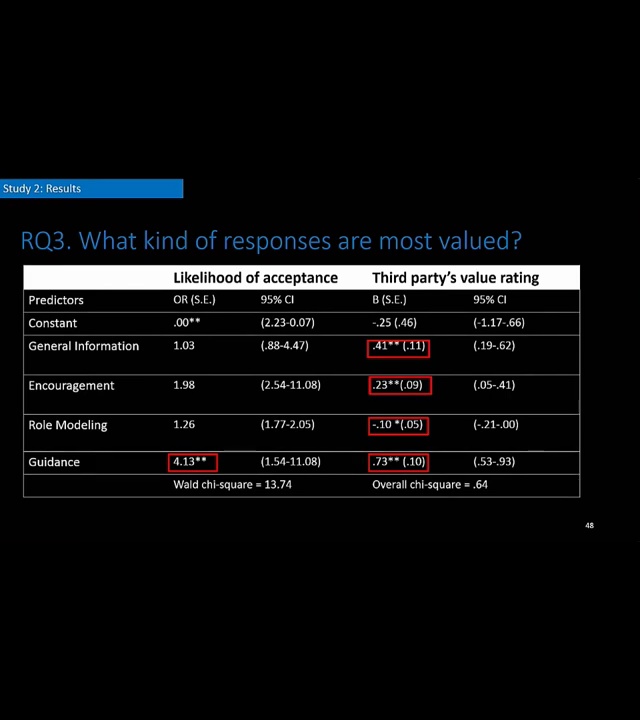 Study 2: Results
RQ3. What kind of responses are most valued?
Likelihood of acceptance Third party's value rating
Predictors OR (S.E.) 95% CI B (S.E.) 95% CI
Constant .00** (2.23-0.07) -.25 (.46) (-1.17-.66)
General Information 1.03 (.88-4.47) .41** (.11) (.19-.62)
Encouragement 1.98 (2.54-11.08) .23**(.09) (.05-.41)
Role Modeling 1.26 (1.77-2.05) -.10 *(.05) (-.21-.00)
Guidance 4.13** (1.54-11.08) .73** (.10) (.53-.93)
Wald chi-square = 13.74 Overall chi-square = .64
48